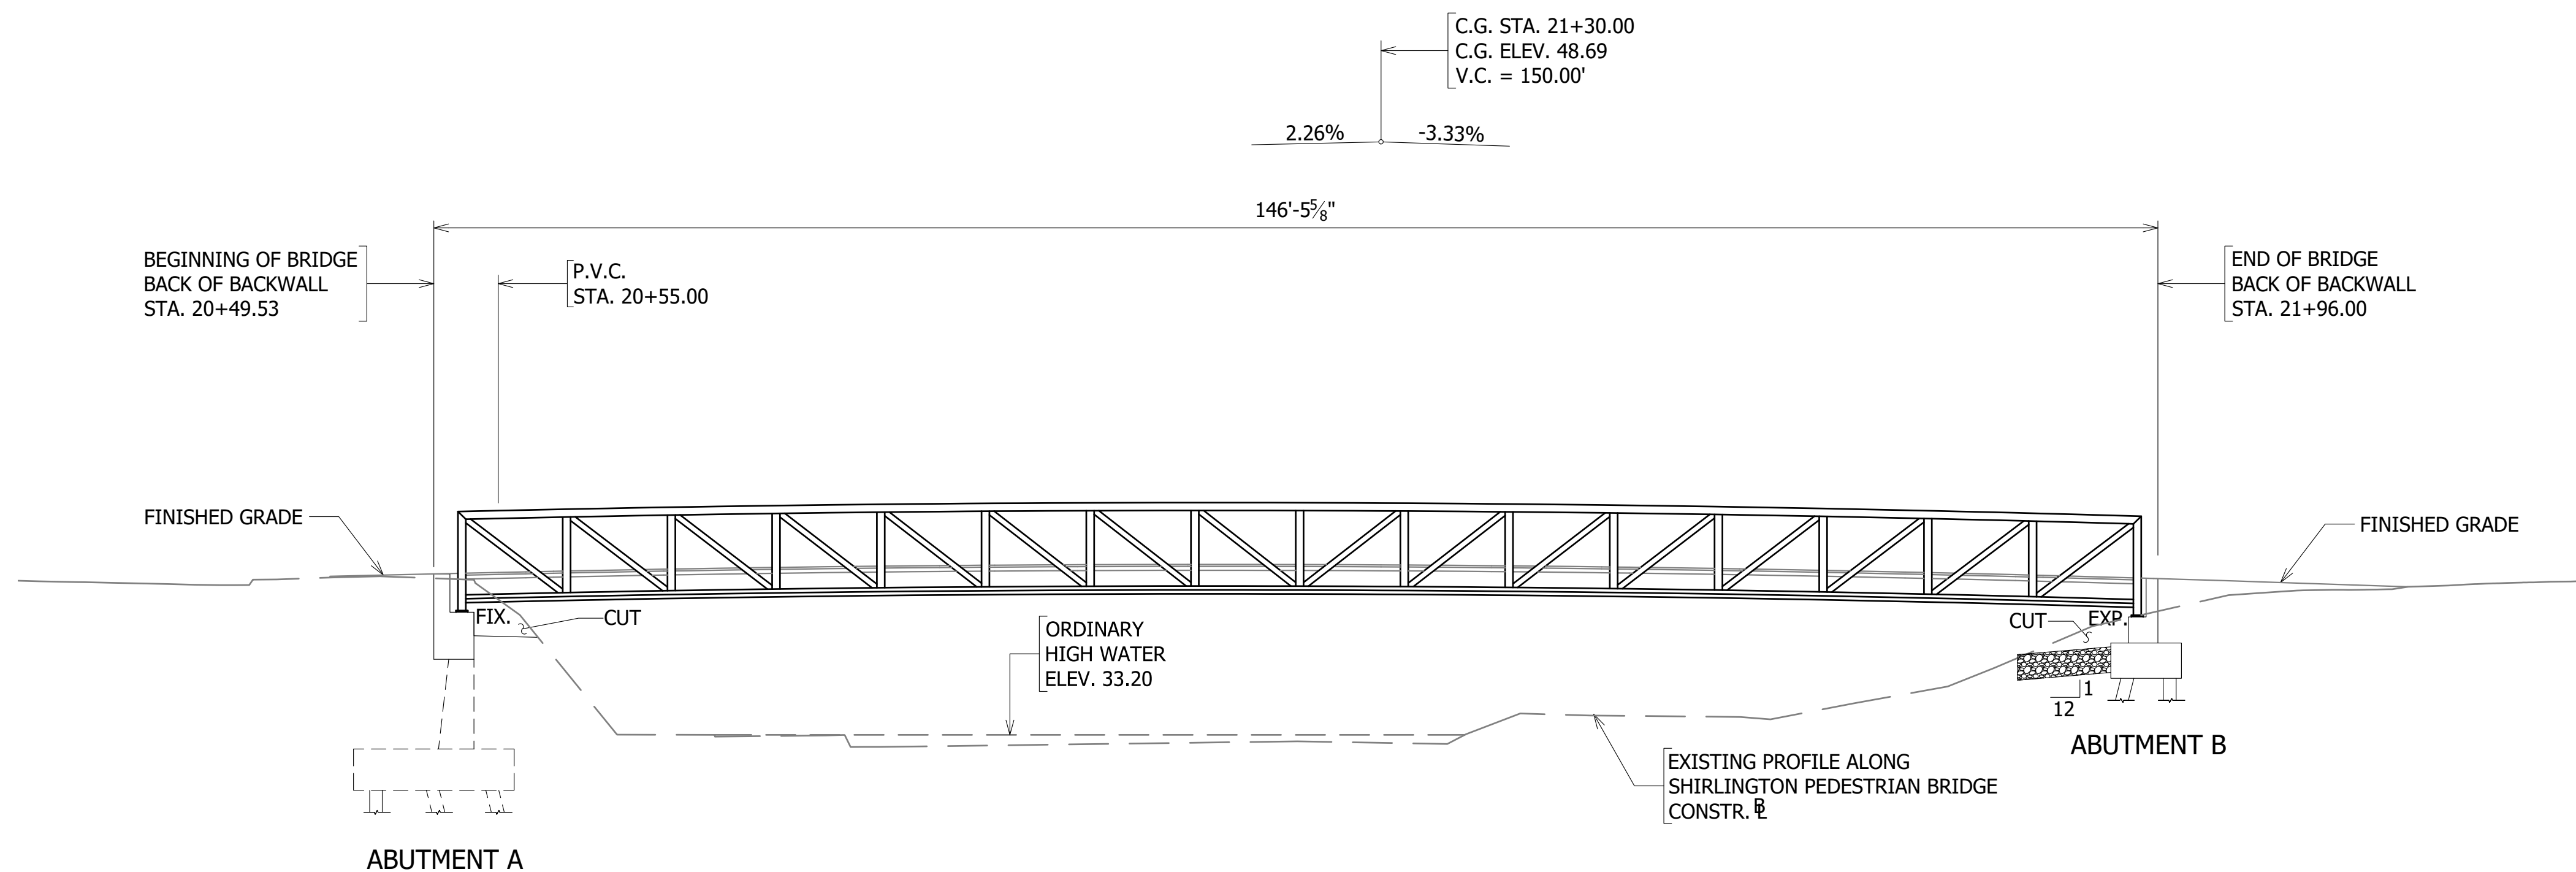 C.G. STA. 21+30.00
C.G. ELEV. 48.69
V.C. = 150.00'
2.26%
-3.33%
146'-5⅝"
BEGINNING OF BRIDGE
BACK OF BACKWALL
STA. 20+49.53
P.V.C.
STA. 20+55.00
END OF BRIDGE
BACK OF BACKWALL
STA. 21+96.00
FINISHED GRADE
FINISHED GRADE
FIX.
CUT
ORDINARY
HIGH WATER
ELEV. 33.20
CUT
EXP.
1
12
ABUTMENT B
EXISTING PROFILE ALONG
SHIRLINGTON PEDESTRIAN BRIDGE
CONSTR. BL
ABUTMENT A